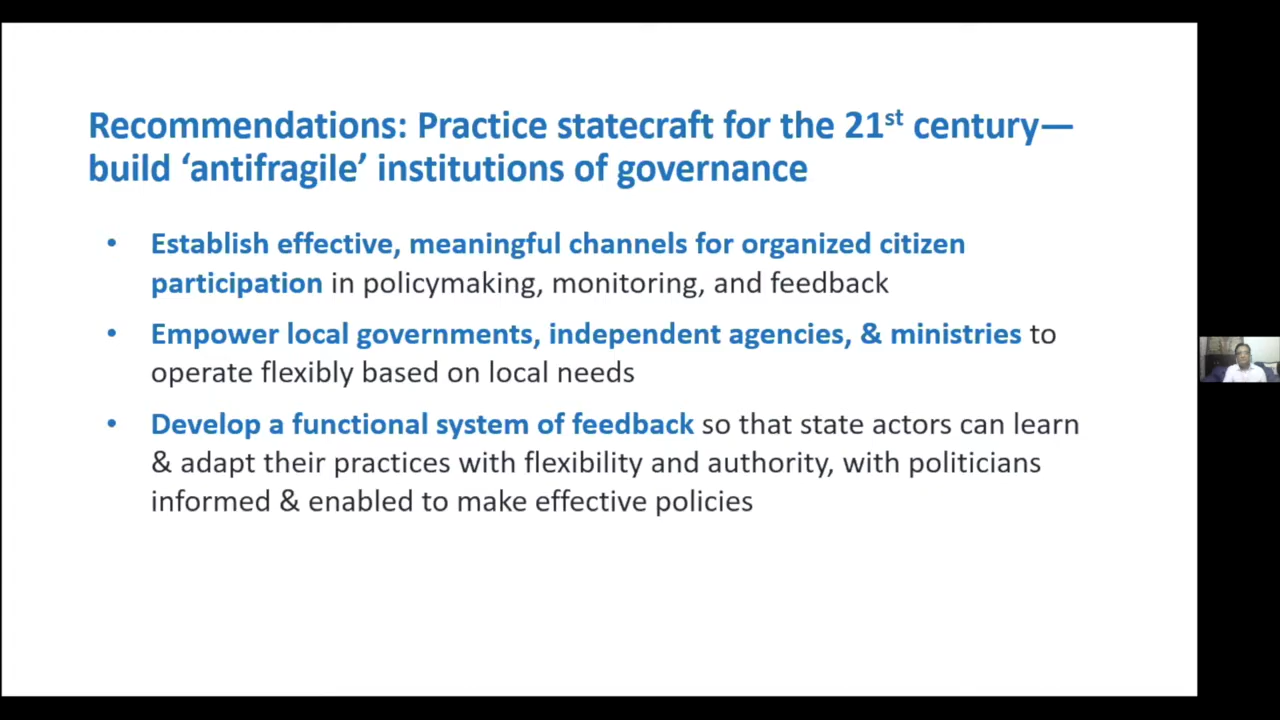 Recommendations: Practice statecraft for the 21st century—
build ‘antifragile’ institutions of governance
• Establish effective, meaningful channels for organized citizen
participation in policymaking, monitoring, and feedback
• Empower local governments, independent agencies, & ministries to
operate flexibly based on local needs
• Develop a functional system of feedback so that state actors can learn
& adapt their practices with flexibility and authority, with politicians
informed & enabled to make effective policies